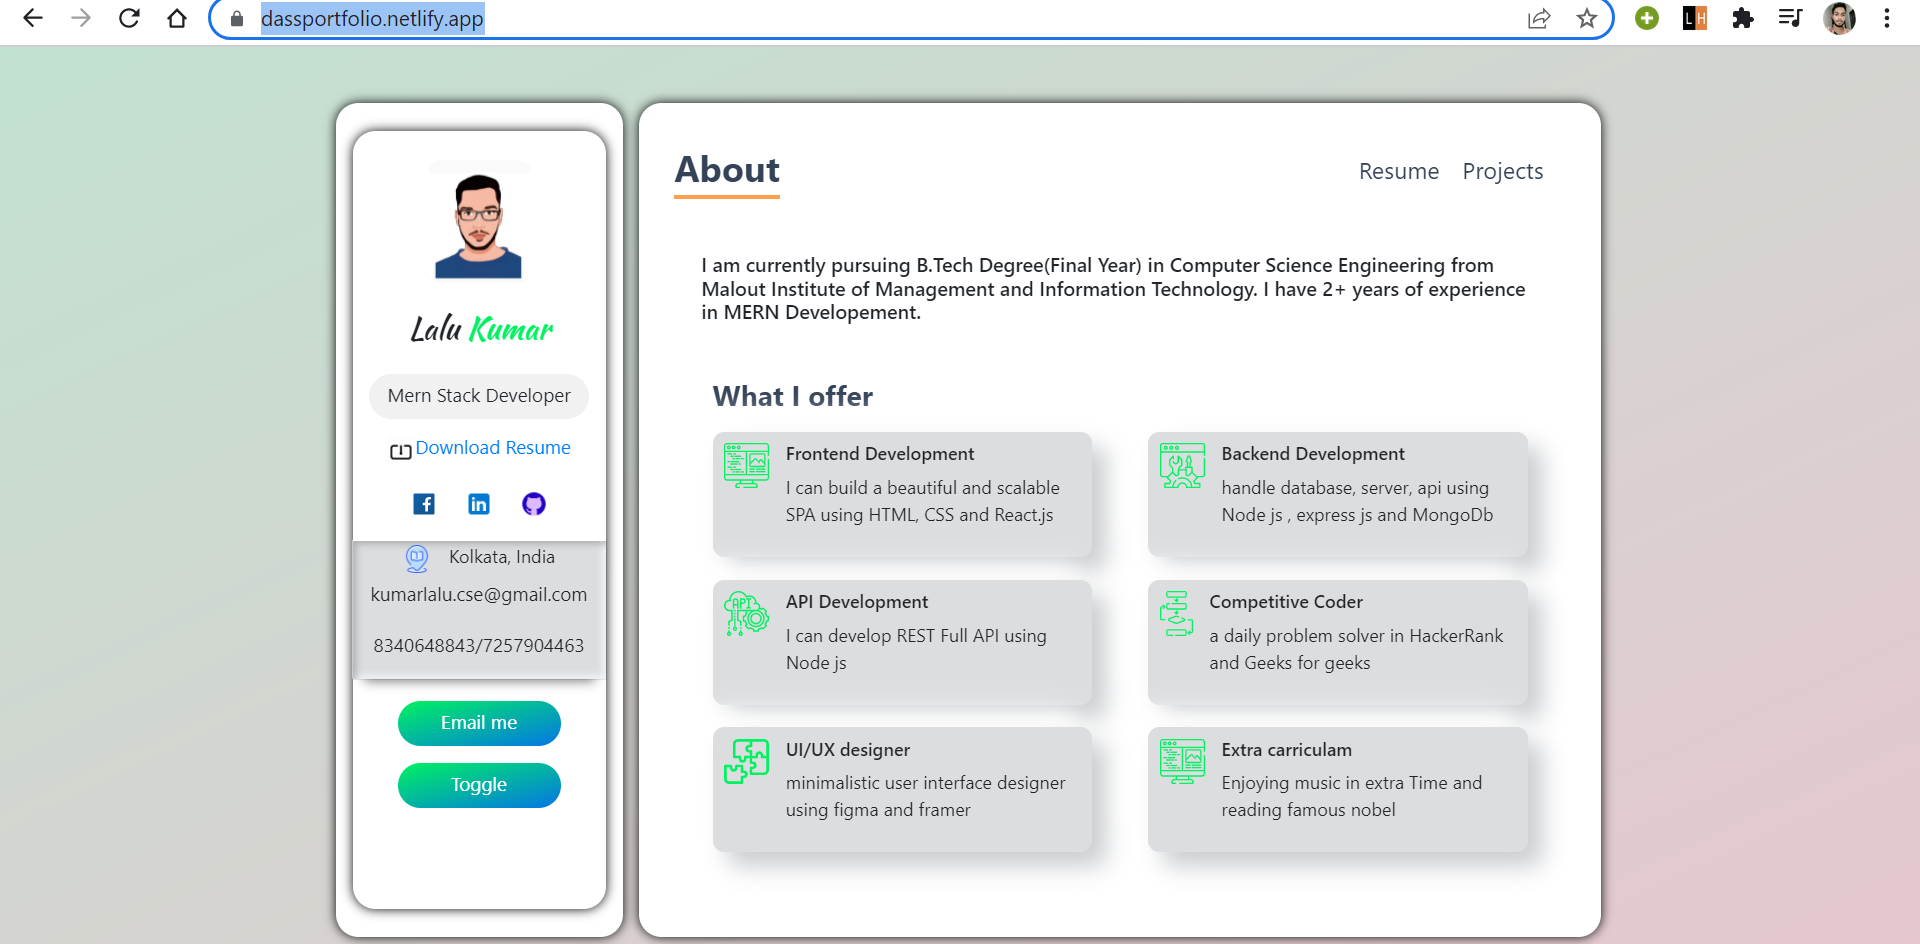 dassportfolio.netlify.app
LH
Lalu Kumar
Mern Stack Developer
Download Resume
Kolkata, India
kumarlalu.cse@gmail.com
8340648843/7257904463
Email me
Toggle
About
Resume Projects
I am currently pursuing B.Tech Degree(Final Year) in Computer Science Engineering from
Malout Institute of Management and Information Technology. I have 2+ years of experience
in MERN Developement.
What I offer
Frontend Development
I can build a beautiful and scalable
SPA using HTML, CSS and React.js
Backend Development
handle database, server, api using
Node js , express js and MongoDb
API
API Development
I can develop REST Full API using
Node js
Competitive Coder
a daily problem solver in HackerRank
and Geeks for geeks
UI/UX designer
minimalistic user interface designer
using figma and framer
Extra carriculam
Enjoying music in extra Time and
reading famous nobel